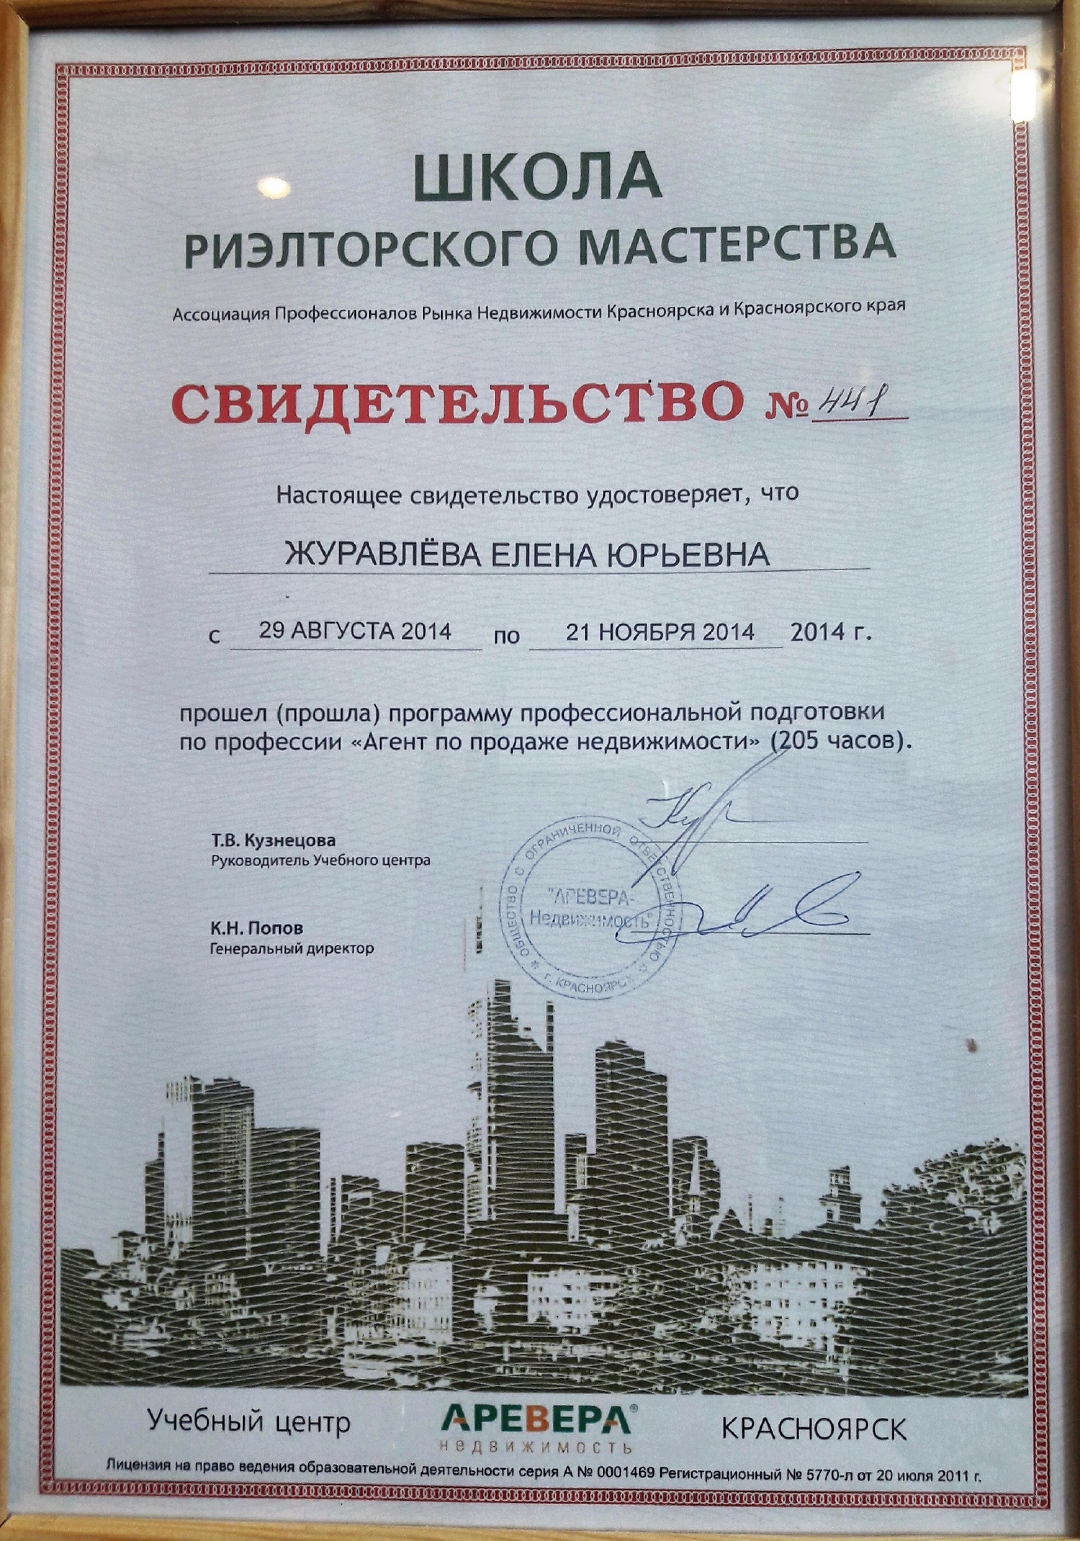 ШКОЛА
РИЭЛТОРСКОГО МАСТЕРСТВА
Ассоциация Профессионалов Рынка Недвижимости Красноярска и Красноярского края
СВИДЕТЕЛЬСТВО № 441
Настоящее свидетельство удостоверяет, что
ЖУРАВЛЁВА ЕЛЕНА ЮРЬЕВНА
с 29 АВГУСТА 2014 по 21 НОЯБРЯ 2014 2014 г.
прошел (прошла) программу профессиональной подготовки
по профессии «Агент по продаже недвижимости» (205 часов).
Т.В. Кузнецова
Руководитель Учебного центра
К.Н. Попов
Генеральный директор
ОБЩЕСТВО С ОГРАНИЧЕННОЙ ОТВЕТСТВЕННОСТЬЮ
"АРЕВЕРА-
Недвижимость"
г. КРАСНОЯРСК
Учебный центр
АРЕВЕРА®
недвижимость
КРАСНОЯРСК
Лицензия на право ведения образовательной деятельности серия А № 0001469 Регистрационный № 5770-л от 20 июля 2011 г.